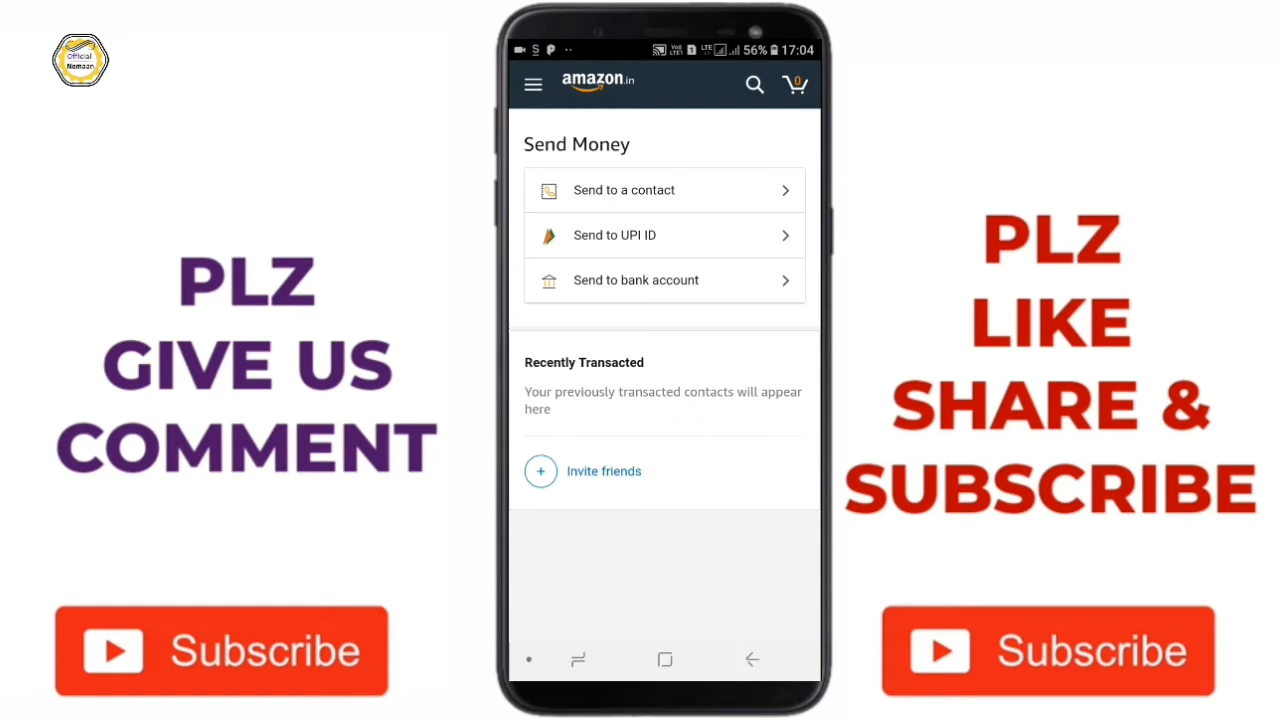 Official
Nemaan
PLZ
GIVE US
COMMENT
Subscribe
S P 56% 17:04
amazon.in
0
Send Money
Send to a contact
Send to UPI ID
Send to bank account
Recently Transacted
Your previously transacted contacts will appear
here
+ Invite friends
PLZ
LIKE
SHARE &
SUBSCRIBE
Subscribe